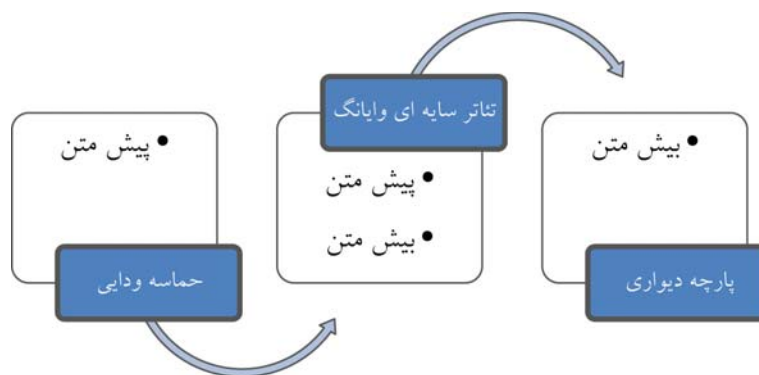 • پیش متن
حماسه ودایی
تئاتر سایه ای وایانگ
• پیش متن
• بیش متن
• بیش متن
پارچه دیواری